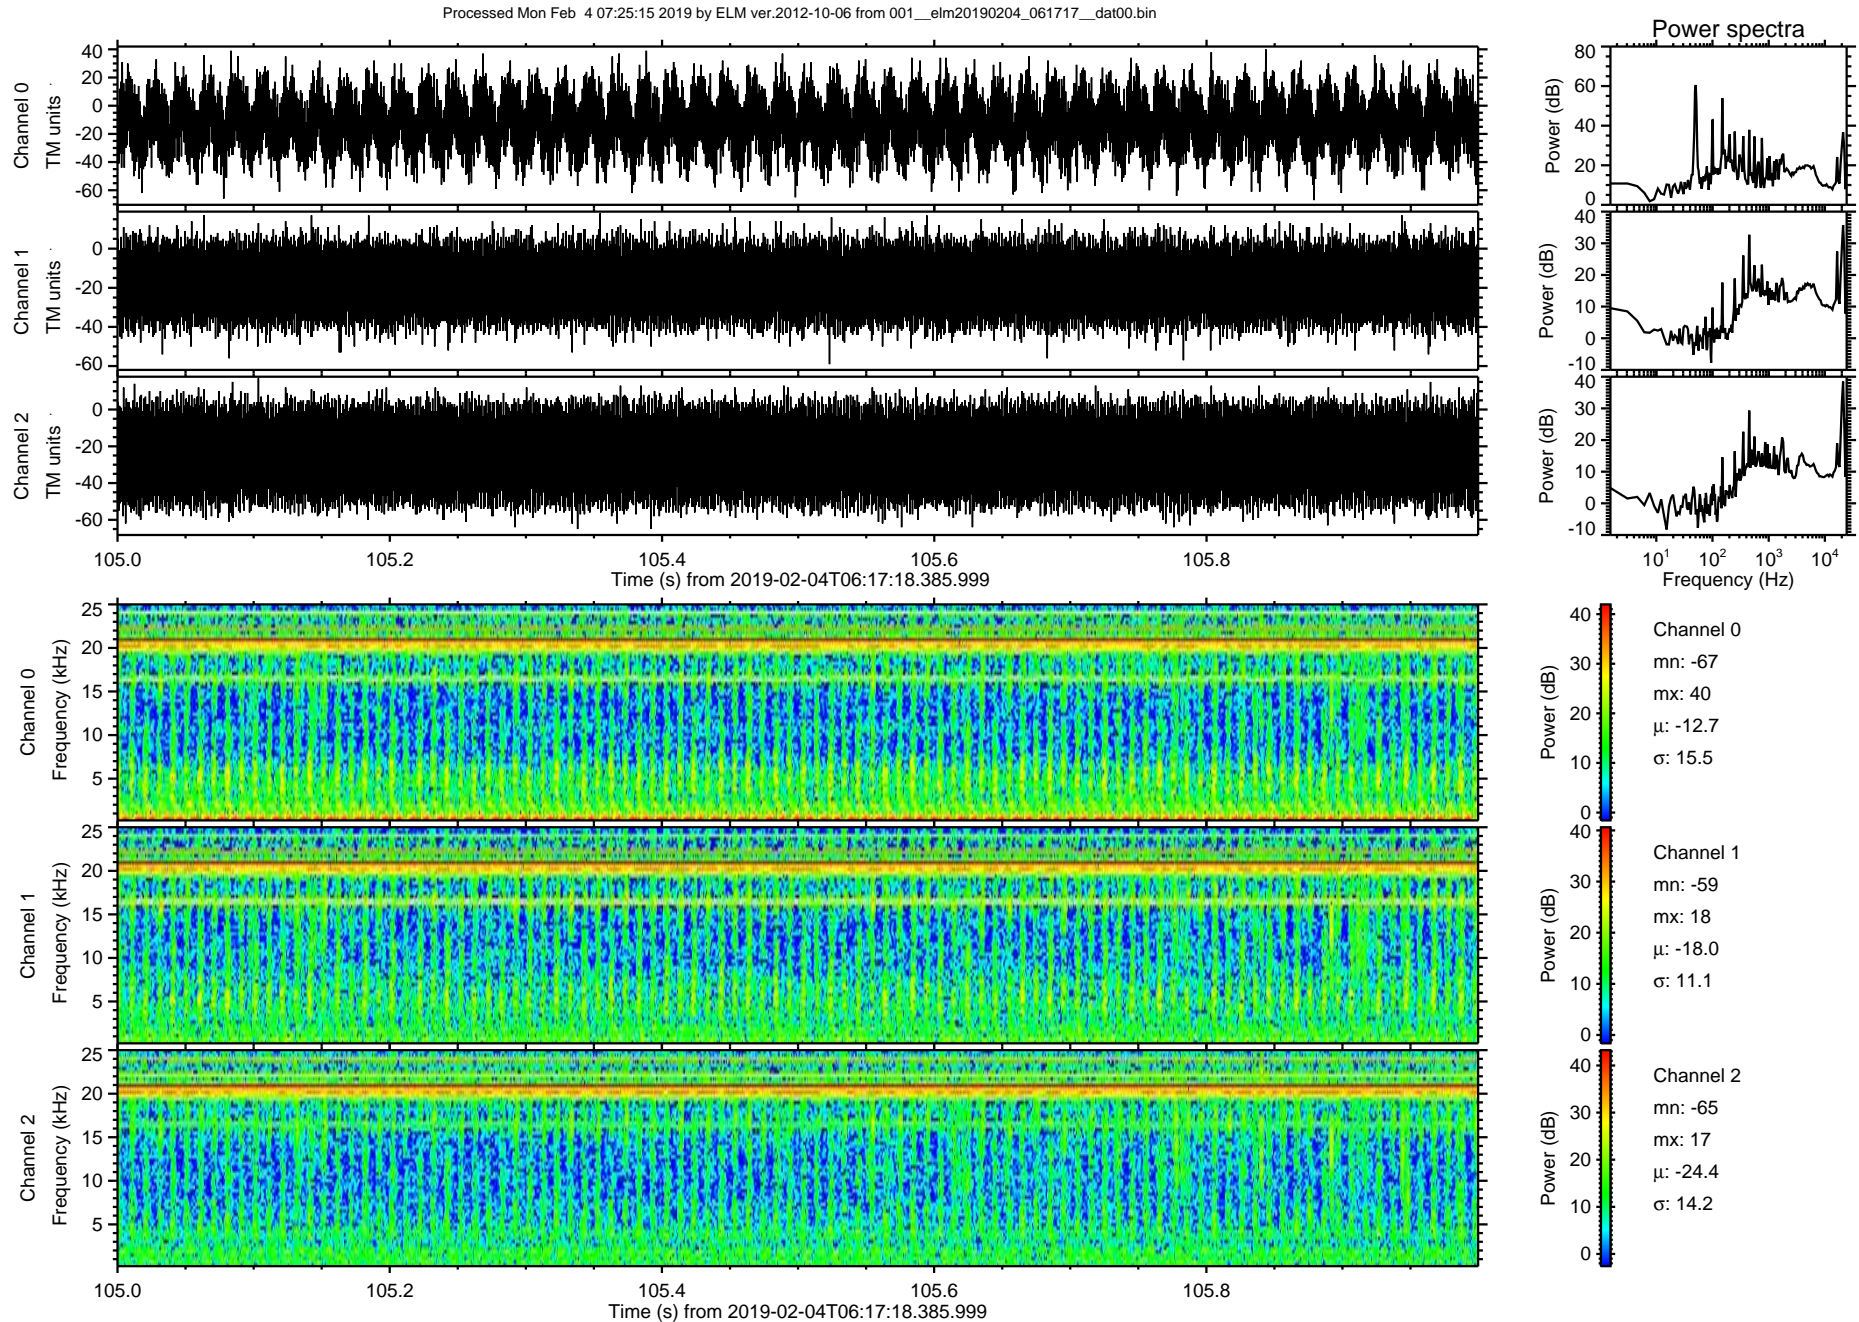 Processed Mon Feb  4 07:25:15 2019 by ELM ver.2012-10-06 from 001__elm20190204_061717__dat00.bin
Power spectra
Channel 0
TM units
40
20
0
-20
-40
-60
Power (dB)
80
60
40
20
0
Channel 1
TM units
0
-20
-40
-60
Power (dB)
40
30
20
10
0
-10
Channel 2
TM units
0
-20
-40
-60
Power (dB)
40
30
20
10
0
-10
105.0 105.2 105.4 105.6 105.8
Time (s) from 2019-02-04T06:17:18.385.999
10^1 10^2 10^3 10^4
Frequency (Hz)
Channel 0
Frequency (kHz)
25
20
15
10
5
Power (dB)
40
30
20
10
0
Channel 0
mn: -67
mx: 40
μ: -12.7
σ: 15.5
Channel 1
Frequency (kHz)
25
20
15
10
5
Power (dB)
40
30
20
10
0
Channel 1
mn: -59
mx: 18
μ: -18.0
σ: 11.1
Channel 2
Frequency (kHz)
25
20
15
10
5
Power (dB)
40
30
20
10
0
Channel 2
mn: -65
mx: 17
μ: -24.4
σ: 14.2
105.0 105.2 105.4 105.6 105.8
Time (s) from 2019-02-04T06:17:18.385.999